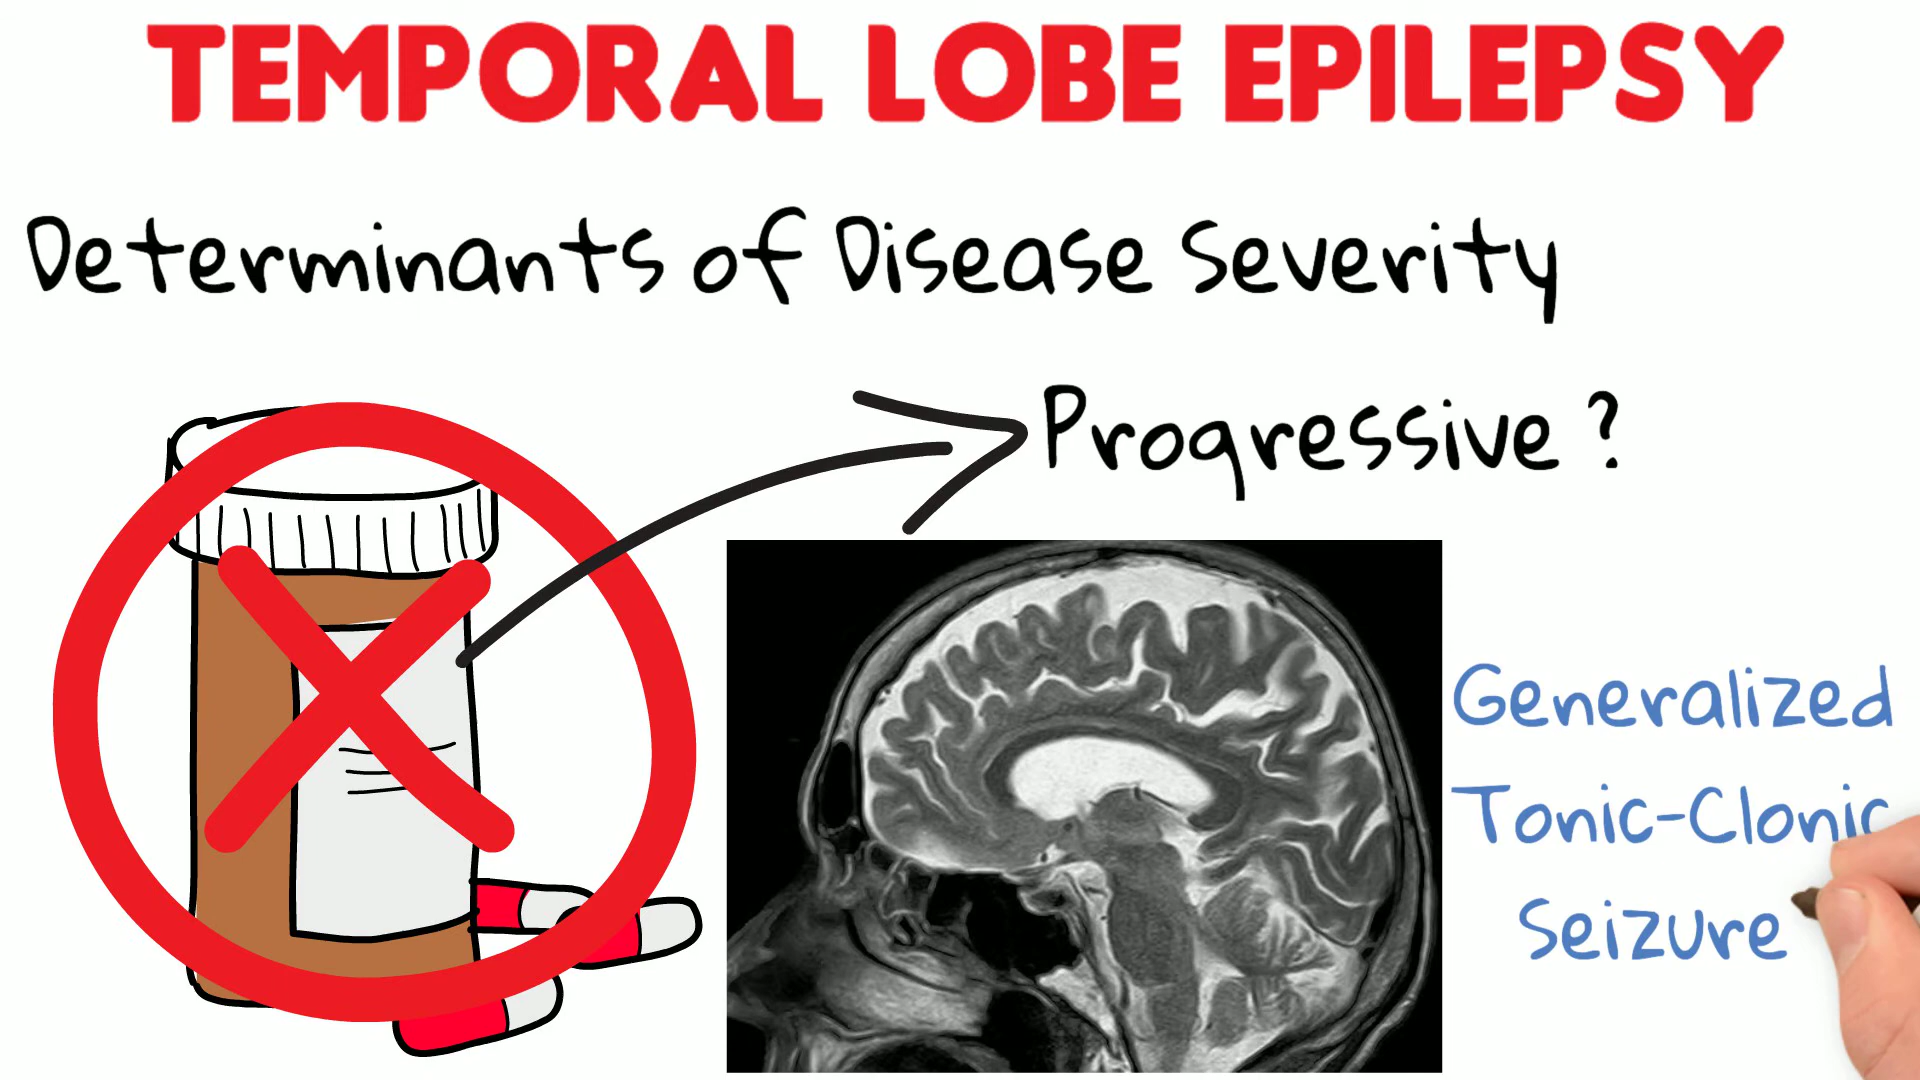 TEMPORAL LOBE EPILEPSY
Determinants of Disease Severity
Progressive ?
Generalized
Tonic-Clonic
Seizure